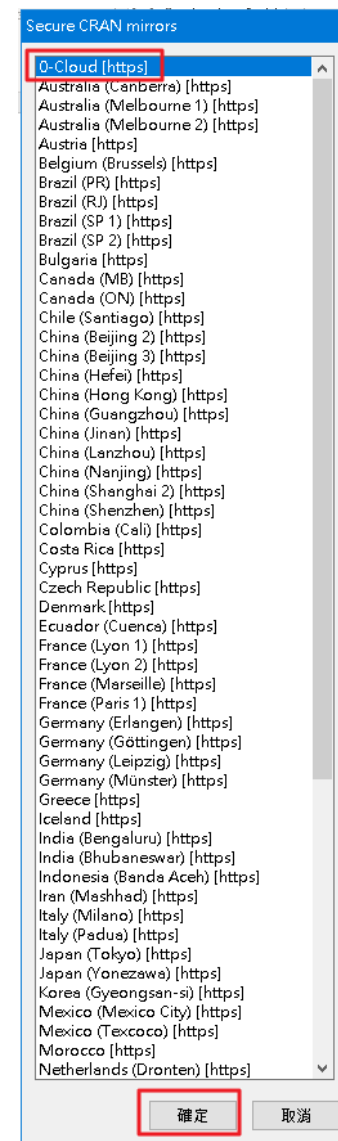 Secure CRAN mirrors
0-Cloud [https]
Australia (Canberra) [https]
Australia (Melbourne 1) [https]
Australia (Melbourne 2) [https]
Austria [https]
Belgium (Brussels) [https]
Brazil (PR) [https]
Brazil (RJ) [https]
Brazil (SP 1) [https]
Brazil (SP 2) [https]
Bulgaria [https]
Canada (MB) [https]
Canada (ON) [https]
Chile (Santiago) [https]
China (Beijing 2) [https]
China (Beijing 3) [https]
China (Hefei) [https]
China (Hong Kong) [https]
China (Guangzhou) [https]
China (Jinan) [https]
China (Lanzhou) [https]
China (Nanjing) [https]
China (Shanghai 2) [https]
China (Shenzhen) [https]
Colombia (Cali) [https]
Costa Rica [https]
Cyprus [https]
Czech Republic [https]
Denmark [https]
Ecuador (Cuenca) [https]
France (Lyon 1) [https]
France (Lyon 2) [https]
France (Marseille) [https]
France (Paris 1) [https]
Germany (Erlangen) [https]
Germany (Göttingen) [https]
Germany (Leipzig) [https]
Germany (Münster) [https]
Greece [https]
Iceland [https]
India (Bengaluru) [https]
India (Bhubaneswar) [https]
Indonesia (Banda Aceh) [https]
Iran (Mashhad) [https]
Italy (Milano) [https]
Italy (Padua) [https]
Japan (Tokyo) [https]
Japan (Yonezawa) [https]
Korea (Gyeongsan-si) [https]
Mexico (Mexico City) [https]
Mexico (Texcoco) [https]
Morocco [https]
Netherlands (Dronten) [https]
確定 取消